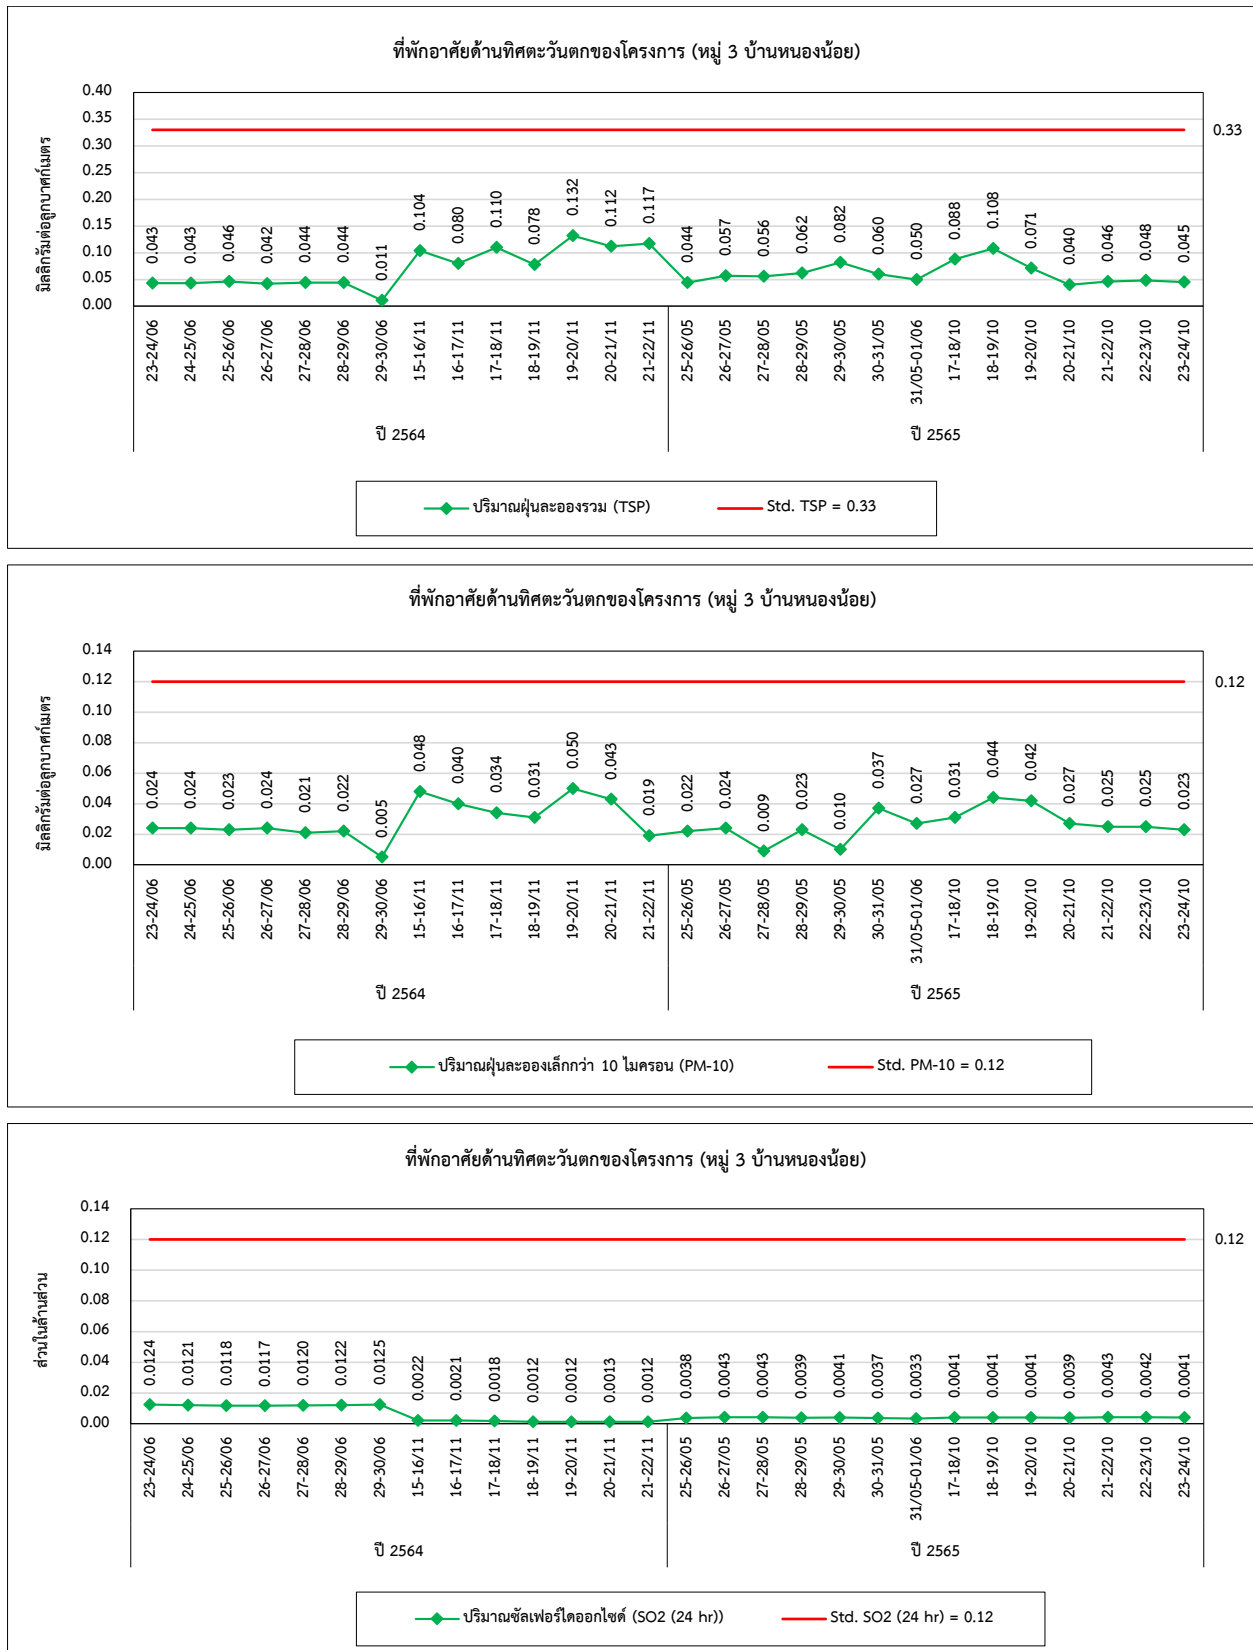 ที่พักอาศัยด้านทิศตะวันตกของโครงการ (หมู่ 3 บ้านหนองน้อย)
มิลลิกรัมต่อลูกบาศก์เมตร
0.40
0.35
0.30
0.25
0.20
0.15
0.10
0.05
0.00
0.33
0.043 0.043 0.046 0.042 0.044 0.044 0.011 0.104 0.080 0.110 0.078 0.132 0.112 0.117 0.044 0.057 0.056 0.062 0.082 0.060 0.050 0.088 0.108 0.071 0.040 0.046 0.048 0.045
23-24/06 24-25/06 25-26/06 26-27/06 27-28/06 28-29/06 29-30/06 15-16/11 16-17/11 17-18/11 18-19/11 19-20/11 20-21/11 21-22/11 25-26/05 26-27/05 27-28/05 28-29/05 29-30/05 30-31/05 31/05-01/06 17-18/10 18-19/10 19-20/10 20-21/10 21-22/10 22-23/10 23-24/10
ปี 2564 ปี 2565
ปริมาณฝุ่นละอองรวม (TSP) Std. TSP = 0.33
ที่พักอาศัยด้านทิศตะวันตกของโครงการ (หมู่ 3 บ้านหนองน้อย)
มิลลิกรัมต่อลูกบาศก์เมตร
0.14
0.12
0.10
0.08
0.06
0.04
0.02
0.00
0.12
0.024 0.024 0.023 0.024 0.021 0.022 0.005 0.048 0.040 0.034 0.031 0.050 0.043 0.019 0.022 0.024 0.009 0.023 0.010 0.037 0.027 0.031 0.044 0.042 0.027 0.025 0.025 0.023
23-24/06 24-25/06 25-26/06 26-27/06 27-28/06 28-29/06 29-30/06 15-16/11 16-17/11 17-18/11 18-19/11 19-20/11 20-21/11 21-22/11 25-26/05 26-27/05 27-28/05 28-29/05 29-30/05 30-31/05 31/05-01/06 17-18/10 18-19/10 19-20/10 20-21/10 21-22/10 22-23/10 23-24/10
ปี 2564 ปี 2565
ปริมาณฝุ่นละอองเล็กกว่า 10 ไมครอน (PM-10) Std. PM-10 = 0.12
ที่พักอาศัยด้านทิศตะวันตกของโครงการ (หมู่ 3 บ้านหนองน้อย)
ส่วนในล้านส่วน
0.14
0.12
0.10
0.08
0.06
0.04
0.02
0.00
0.12
0.0124 0.0121 0.0118 0.0117 0.0120 0.0122 0.0125 0.0022 0.0021 0.0018 0.0012 0.0012 0.0013 0.0012 0.0038 0.0043 0.0043 0.0039 0.0041 0.0037 0.0033 0.0041 0.0041 0.0041 0.0039 0.0043 0.0042 0.0041
23-24/06 24-25/06 25-26/06 26-27/06 27-28/06 28-29/06 29-30/06 15-16/11 16-17/11 17-18/11 18-19/11 19-20/11 20-21/11 21-22/11 25-26/05 26-27/05 27-28/05 28-29/05 29-30/05 30-31/05 31/05-01/06 17-18/10 18-19/10 19-20/10 20-21/10 21-22/10 22-23/10 23-24/10
ปี 2564 ปี 2565
ปริมาณซัลเฟอร์ไดออกไซด์ (SO2 (24 hr)) Std. SO2 (24 hr) = 0.12